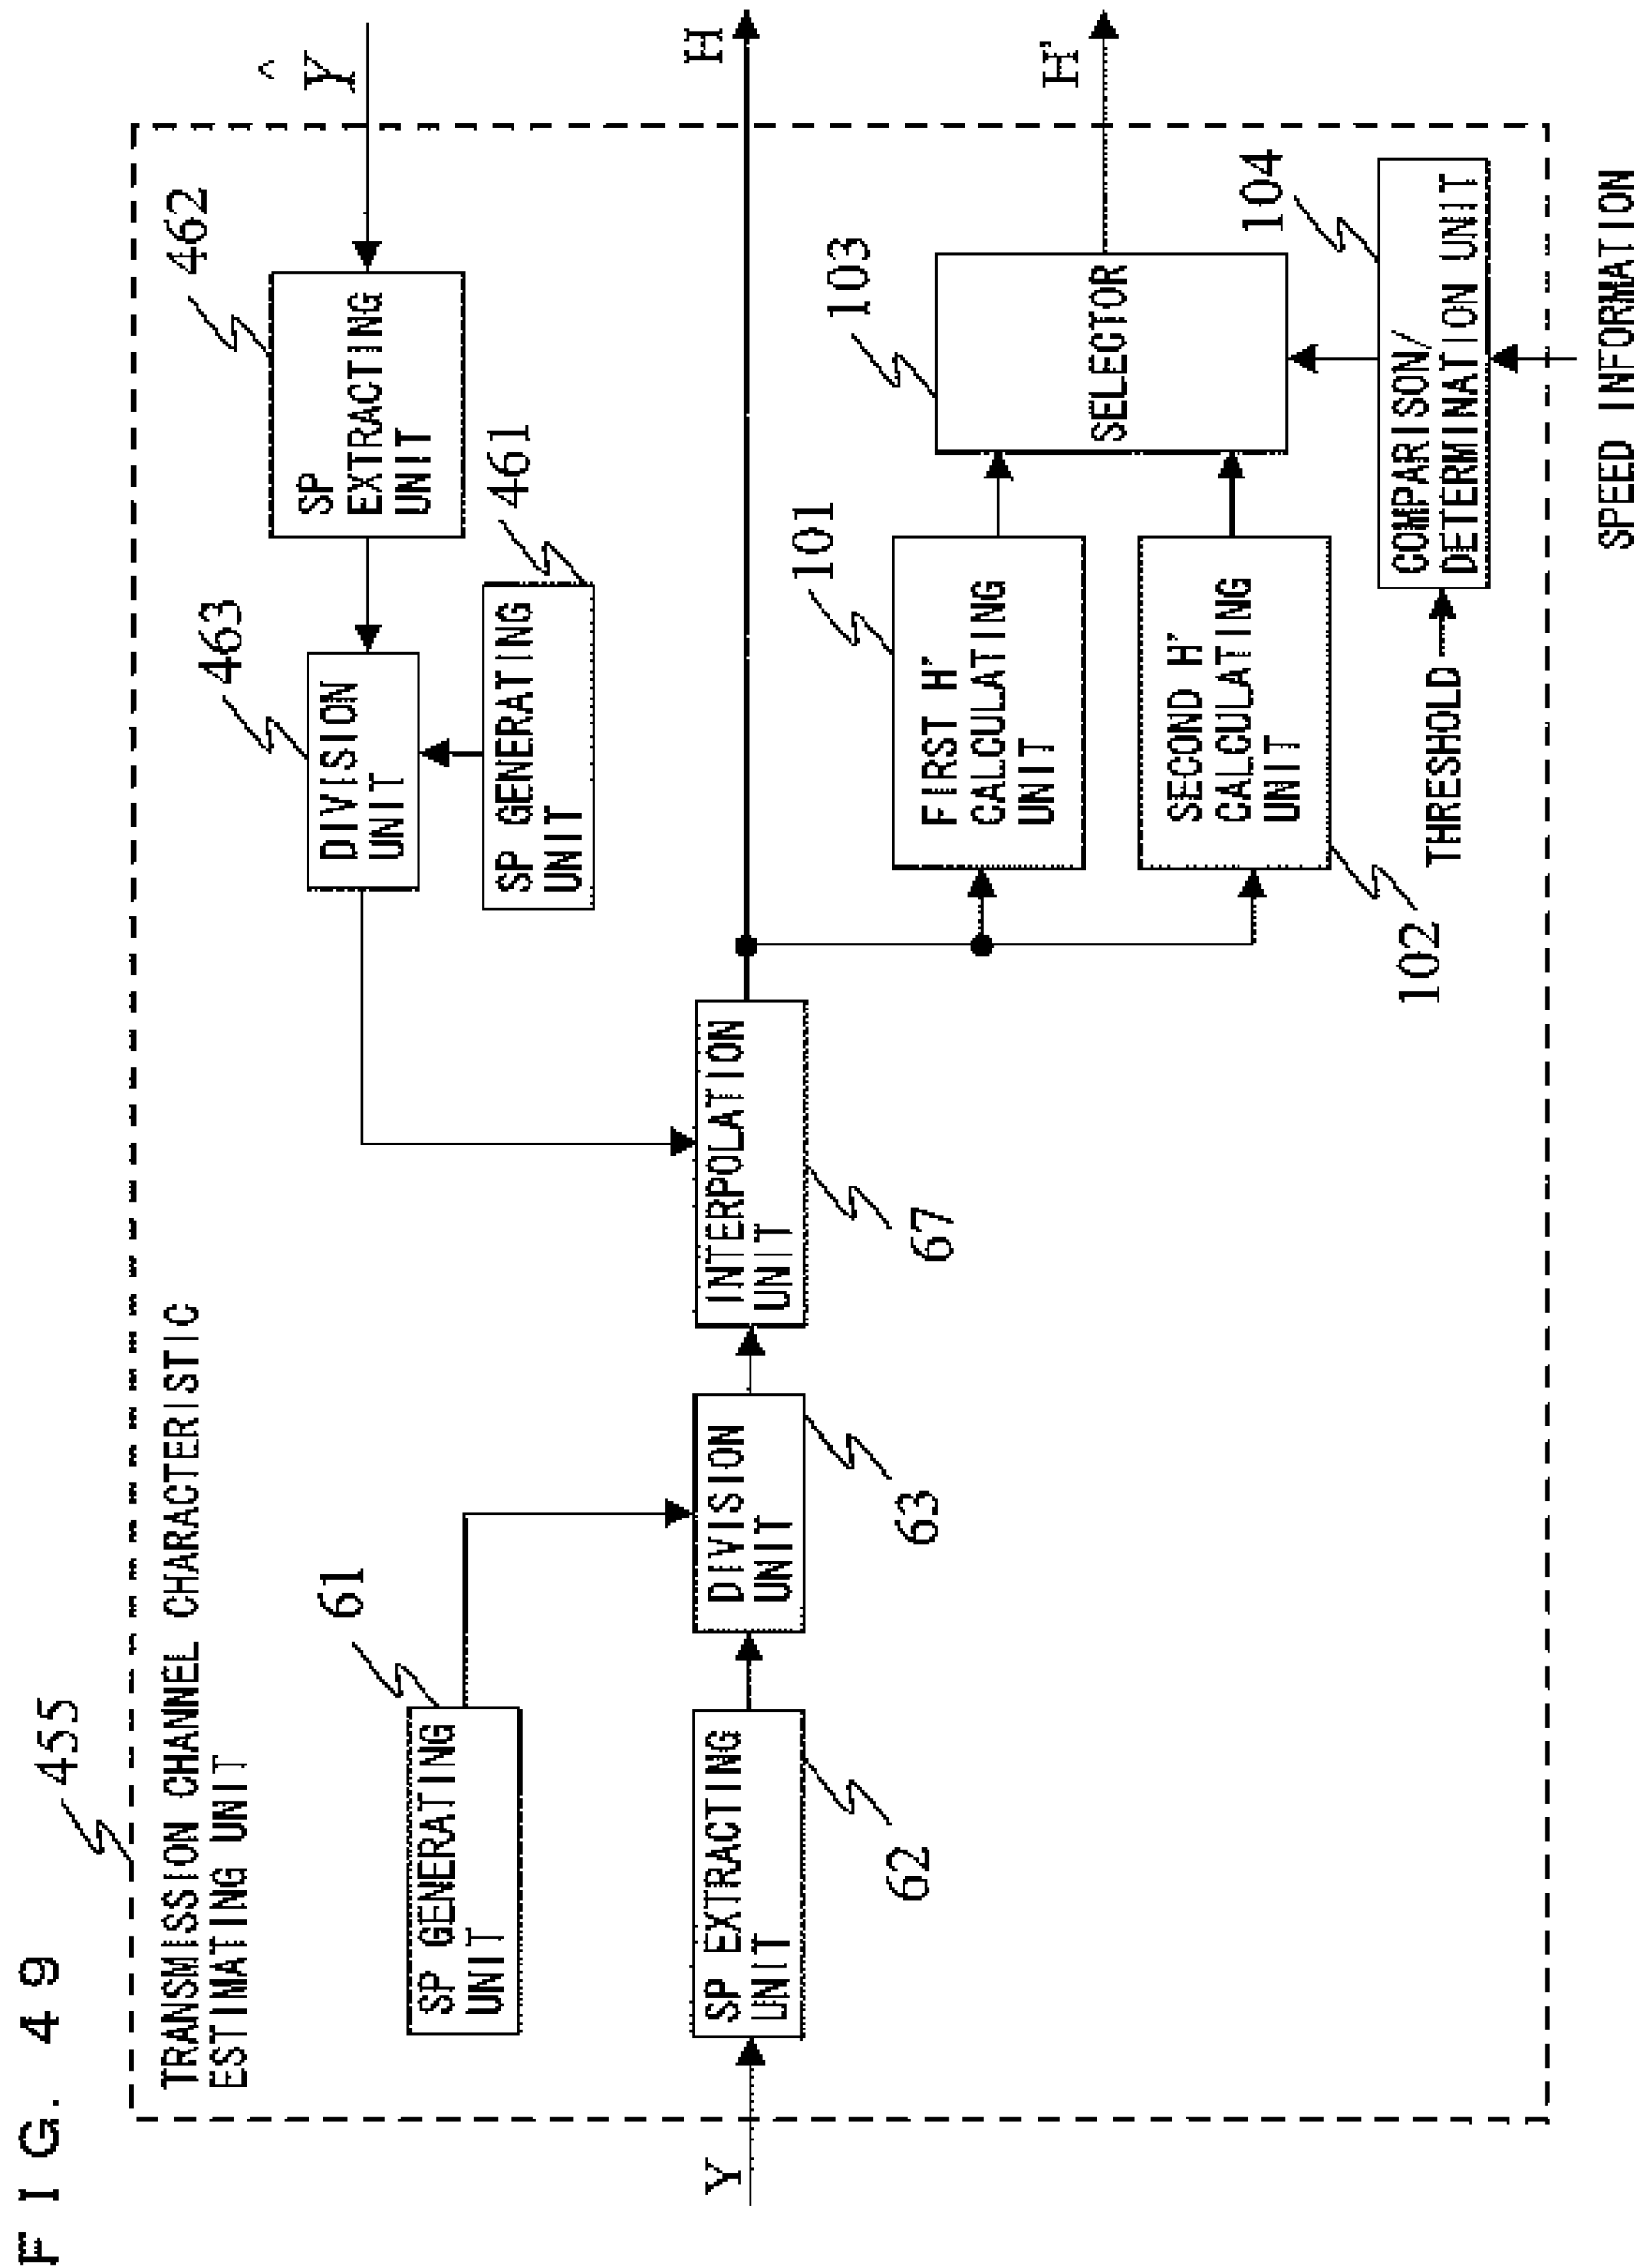 FIG. 49
455
TRANSMISSION CHANNEL CHARACTERISTIC
ESTIMATING UNIT
61
SP GENERATING
UNIT
Y
SP EXTRACTING
UNIT
62
DIVISION
UNIT
63
INTERPOLATION
UNIT
67
463
DIVISION
UNIT
462
SP
EXTRACTING
UNIT
Ŷ
SP GENERATING
UNIT
461
H
101
FIRST H'
CALCULATING
UNIT
SECOND H'
CALCULATING
UNIT
102
103
SELECTOR
H'
104
THRESHOLD
COMPARISON/
DETERMINATION UNIT
SPEED INFORMATION